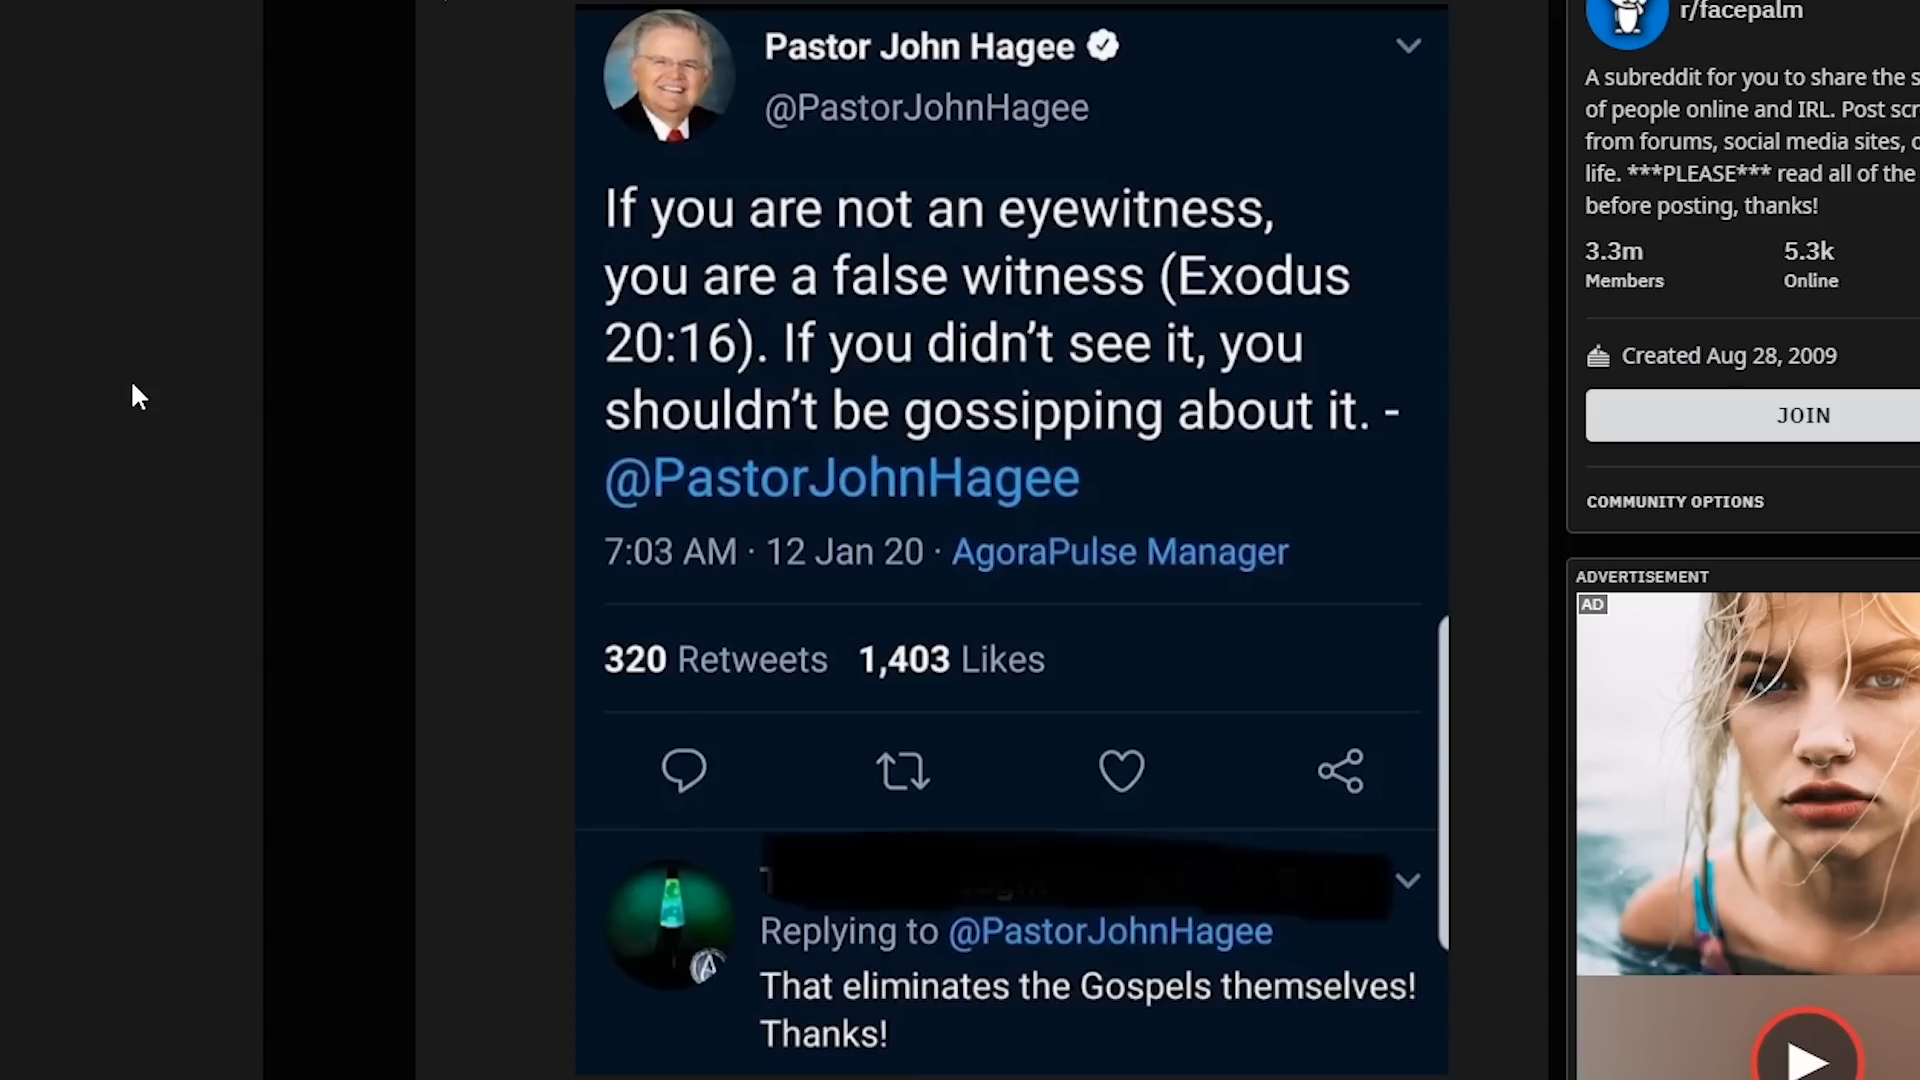 Pastor John Hagee
@PastorJohnHagee
If you are not an eyewitness,
you are a false witness (Exodus
20:16). If you didn't see it, you
shouldn't be gossipping about it. -
@PastorJohnHagee
7:03 AM · 12 Jan 20 · AgoraPulse Manager
320 Retweets 1,403 Likes
Replying to @PastorJohnHagee
That eliminates the Gospels themselves!
Thanks!
r/facepalm
A subreddit for you to share the
of people online and IRL. Post
from forums, social media sites,
life. ***PLEASE*** read all of the
before posting, thanks!
3.3m 5.3k
Members Online
Created Aug 28, 2009
JOIN
COMMUNITY OPTIONS
ADVERTISEMENT
AD